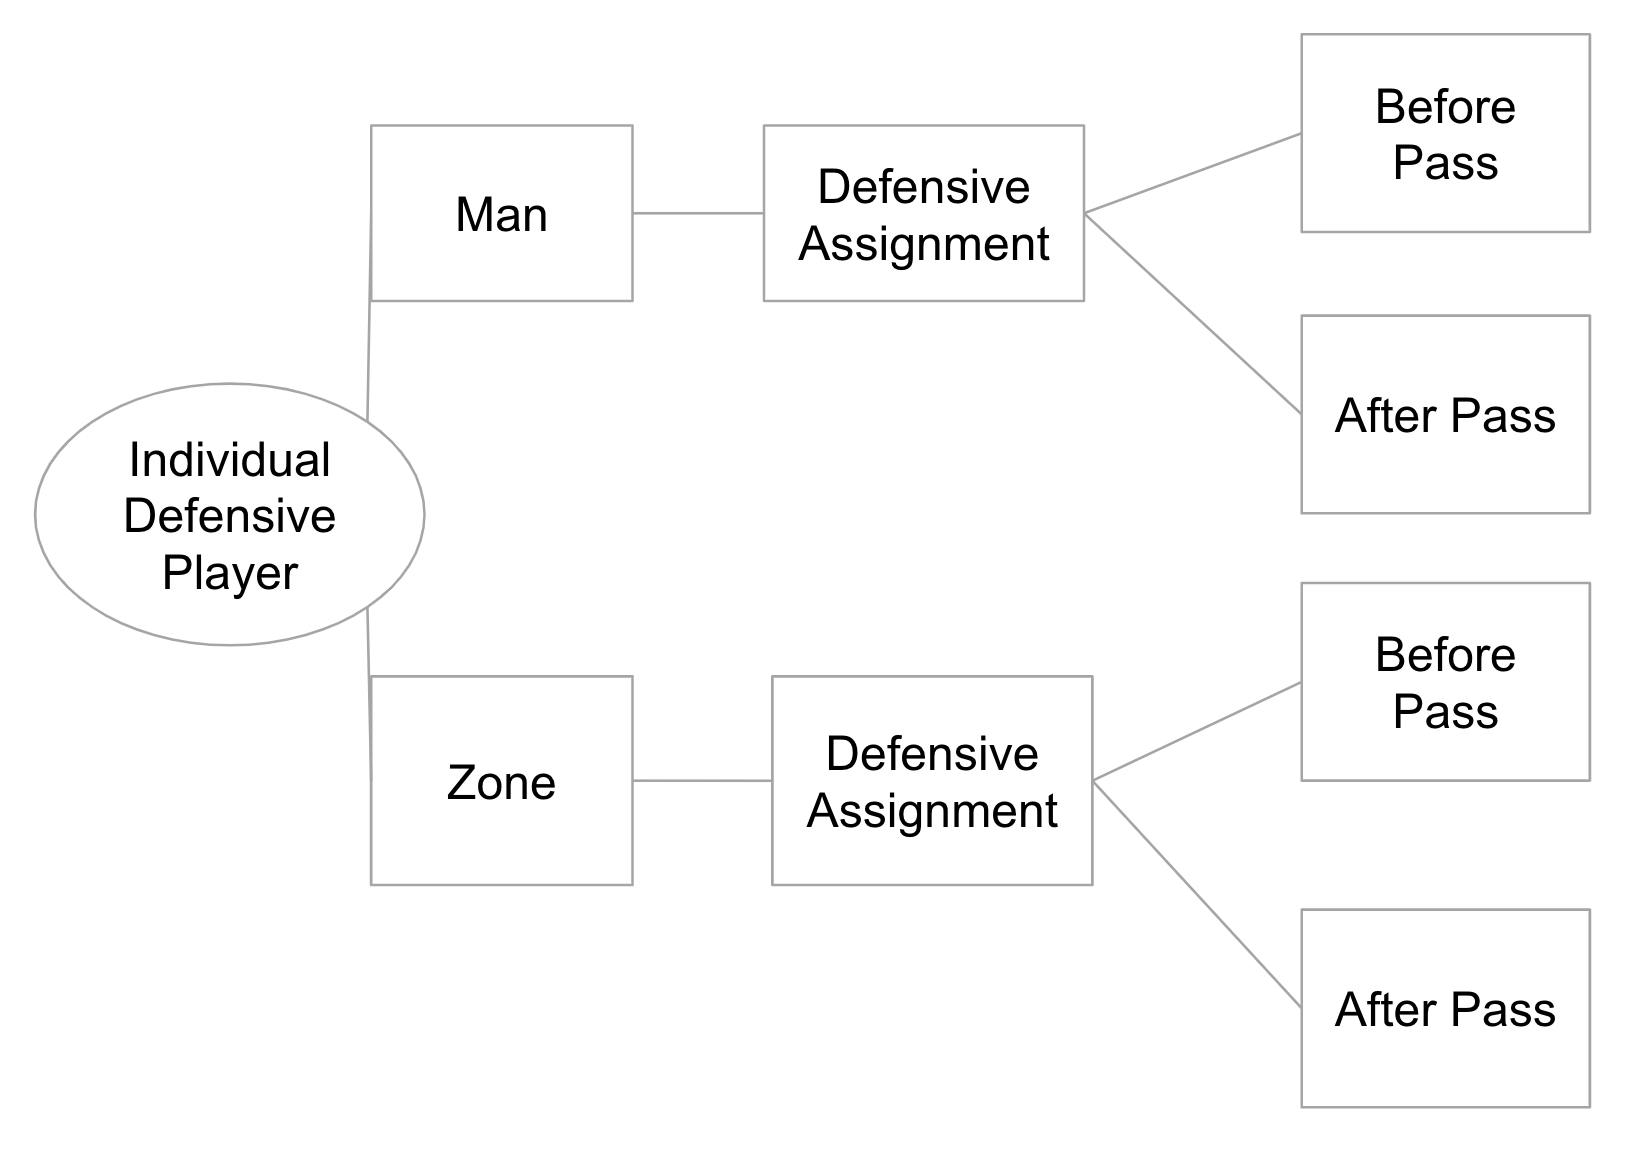 Individual
Defensive
Player
Man
Defensive
Assignment
Before
Pass
After Pass
Zone
Defensive
Assignment
Before
Pass
After Pass